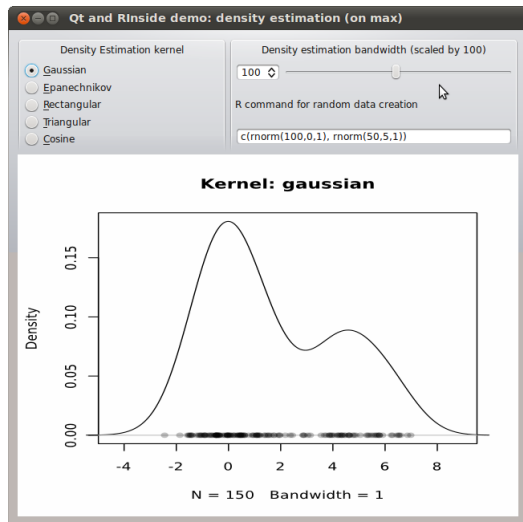 Qt and RInside demo: density estimation (on max)
Density Estimation kernel
Gaussian
Epanechnikov
Rectangular
Triangular
Cosine
Density estimation bandwidth (scaled by 100)
100
R command for random data creation
c(rnorm(100,0,1), rnorm(50,5,1))
Kernel: gaussian
Density
0.15
0.10
0.05
0.00
-4 -2 0 2 4 6 8
N = 150 Bandwidth = 1